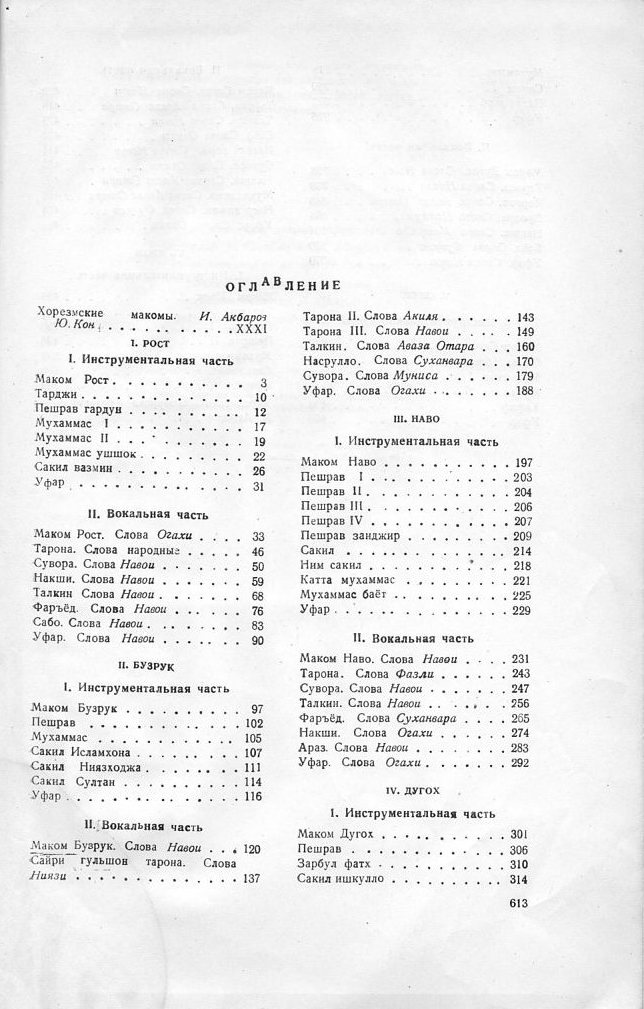 ОГЛАВЛЕНИЕ
Хорезмские макомы. И. Акбаров
Ю. Кон . . . . . . . . . . . XXXI
I. РОСТ
I. Инструментальная часть
Маком Рост . . . . . . . . . . 3
Тарджи . . . . . . . . . . . 10
Пешрав гардун . . . . . . . . . 12
Мухаммас I . . . . . . . . . . 17
Мухаммас II . . . . . . . . . . 19
Мухаммас ушшок . . . . . . . . 22
Сакил вазмин . . . . . . . . . . 26
Уфар . . . . . . . . . . . . 31
II. Вокальная часть
Маком Рост. Слова Огахи . . . . 33
Тарона. Слова народные . . . . . 46
Сувора. Слова Навои . . . . . . . 50
Накши. Слова Навои . . . . . . . 59
Талкин Слова Навои . . . . . . . 68
Фаръёд. Слова Навои . . . . . . 76
Сабо. Слова Навои . . . . . . . . 83
Уфар. Слова Навои . . . . . . . 90
II. БУЗРУК
I. Инструментальная часть
Маком Бузрук . . . . . . . . . 97
Пешрав . . . . . . . . . . . 102
Мухаммас . . . . . . . . . . . 105
Сакил Исламхона . . . . . . . . 107
Сакил Ниязходжа . . . . . . . 111
Сакил Султан . . . . . . . . . 114
Уфар . . . . . . . . . . . . 116
II. Вокальная часть
Маком Бузрук. Слова Навои . . . 120
Сайри гульшон тарона. Слова
Ниязи . . . . . . . . . . . . 137
Тарона II. Слова Акиля . . . . . . 143
Тарона III. Слова Навои . . . . . 149
Талкин. Слова Аваза Отара . . . 160
Насрулло. Слова Суханвара . . . . 170
Сувора. Слова Муниса . . . . . . 179
Уфар. Слова Огахи . . . . . . . 188
III. НАВО
I. Инструментальная часть
Маком Наво . . . . . . . . . . . 197
Пешрав I . . . . . . . . . . . 203
Пешрав II . . . . . . . . . . . 204
Пешрав III . . . . . . . . . . . 206
Пешрав IV . . . . . . . . . . . 207
Пешрав занджир . . . . . . . . . 209
Сакил . . . . . . . . . . . . 214
Ним сакил . . . . . . . . . . . 218
Катта мухаммас . . . . . . . . . 221
Мухаммас баёт . . . . . . . . . 225
Уфар . . . . . . . . . . . . . 229
II. Вокальная часть
Маком Наво. Слова Навои . . . . 231
Тарона. Слова Фазли . . . . . . 243
Сувора. Слова Навои . . . . . . . 247
Талкин. Слова Навои . . . . . . . 256
Фаръёд. Слова Суханвара . . . . 265
Накши. Слова Огахи . . . . . . 274
Араз. Слова Навои . . . . . . . 283
Уфар. Слова Огахи . . . . . . . 292
IV. ДУГОХ
I. Инструментальная часть
Маком Дугох . . . . . . . . . . 301
Пешрав . . . . . . . . . . . . 306
Зарбул фатх . . . . . . . . . . 310
Сакил ишкулло . . . . . . . . . 314
613